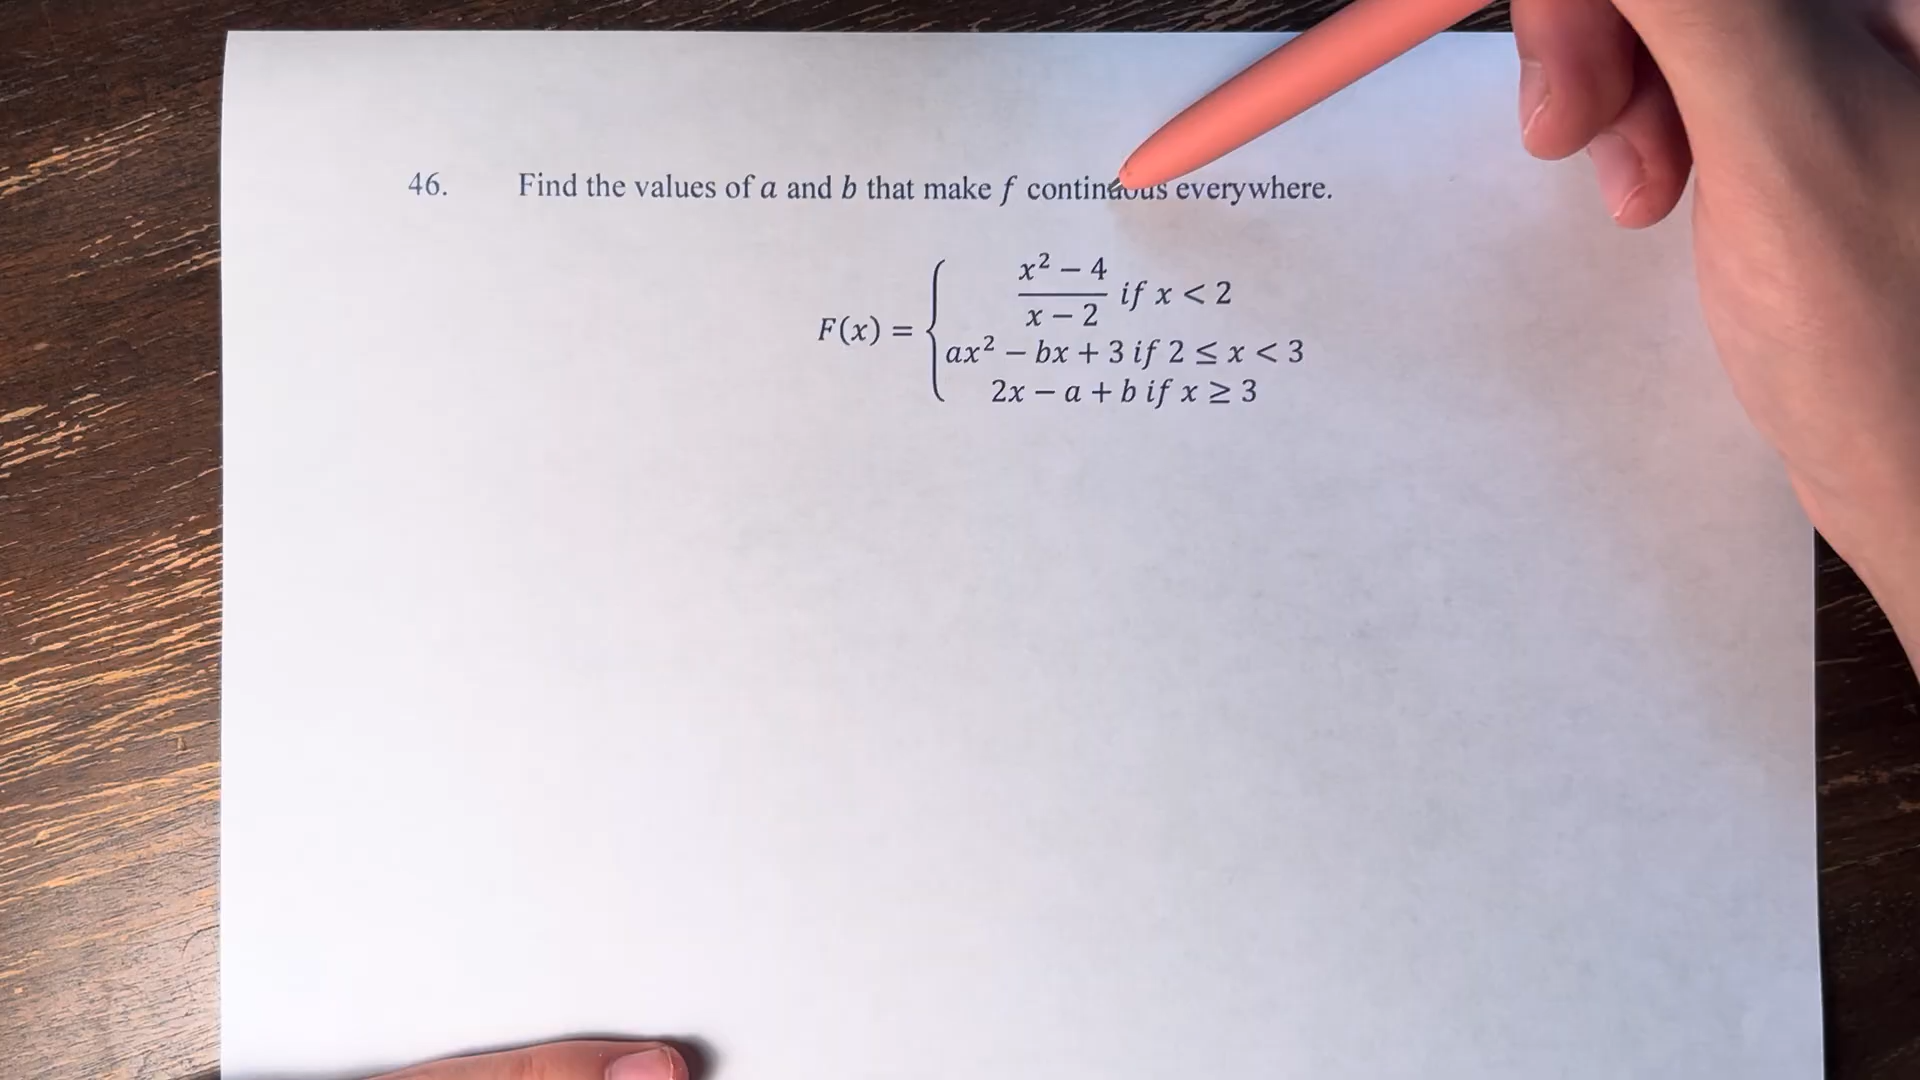 46. Find the values of a and b that make f continuous everywhere.
x² − 4
x − 2 if x < 2
F(x) = { ax² − bx + 3 if 2 ≤ x < 3
2x − a + b if x ≥ 3